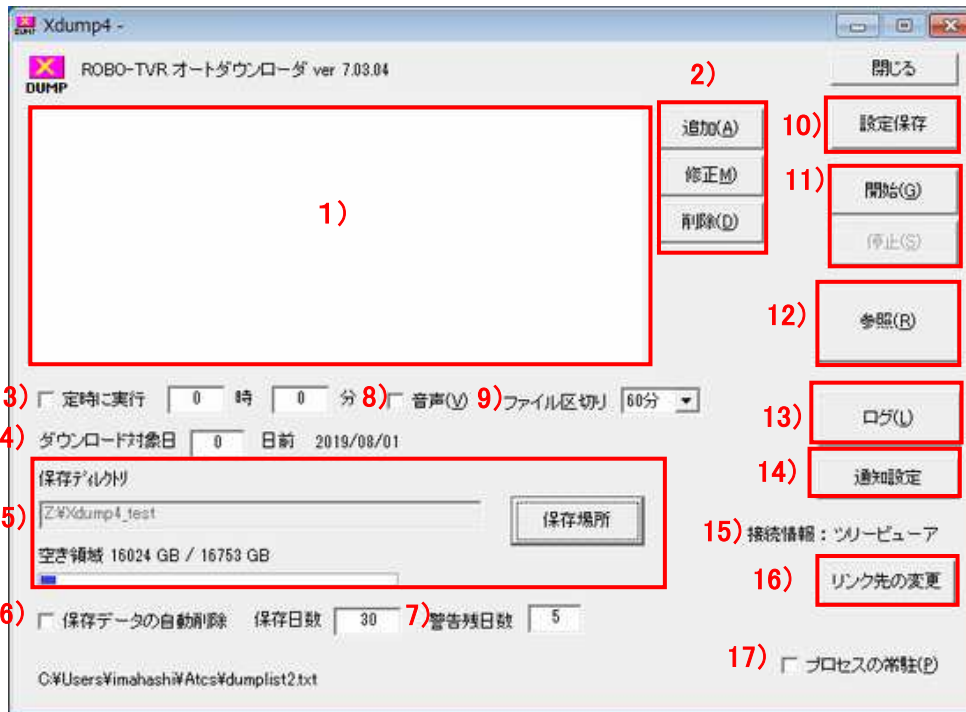 Xdump4 -
DUMP
ROBO-TVR オートダウンローダ ver 7.03.04
閉じる
2)
追加(A)
修正M)
削除(D)
10) 設定保存
11) 開始(G)
停止(S)
1)
12) 参照(R)
3) 定時に実行 0 時 0 分 8) 音声(V) 9) ファイル区切り 60分
13) ログ(L)
4) ダウンロード対象日 0 日前 2019/08/01
14) 通知設定
保存ディレクトリ
5) Z:¥Xdump4_test
保存場所
15) 接続情報 : ツリービューア
空き領域 16024 GB / 16753 GB
16) リンク先の変更
6) 保存データの自動削除 保存日数 30 7) 警告残日数 5
17) プロセスの常駐(P)
C:¥Users¥imahashi¥Atcs¥dumplist2.txt